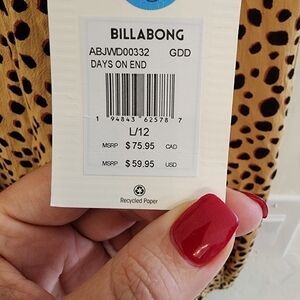 BILLABONG
ABJWD00332 GDD
DAYS ON END
1 94843 62578 7
L/12
MSRP $75.95 CAD
MSRP $59.95 USD
Recycled Paper